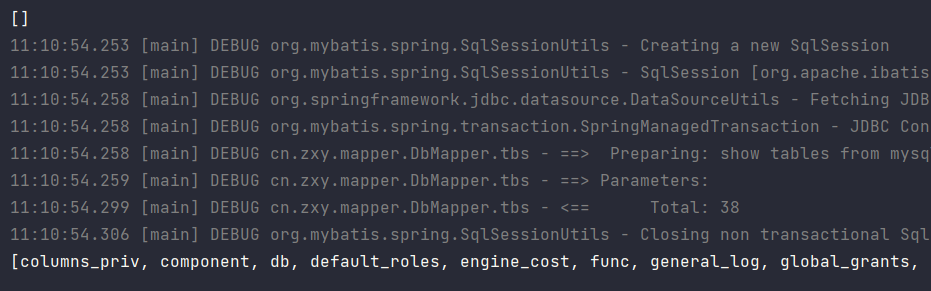 []
11:10:54.253 [main] DEBUG org.mybatis.spring.SqlSessionUtils - Creating a new SqlSession
11:10:54.253 [main] DEBUG org.mybatis.spring.SqlSessionUtils - SqlSession [org.apache.ibatis
11:10:54.258 [main] DEBUG org.springframework.jdbc.datasource.DataSourceUtils - Fetching JDB
11:10:54.258 [main] DEBUG org.mybatis.spring.transaction.SpringManagedTransaction - JDBC Con
11:10:54.258 [main] DEBUG cn.zxy.mapper.DbMapper.tbs - ==>  Preparing: show tables from mysq
11:10:54.259 [main] DEBUG cn.zxy.mapper.DbMapper.tbs - ==> Parameters:
11:10:54.299 [main] DEBUG cn.zxy.mapper.DbMapper.tbs - <==      Total: 38
11:10:54.306 [main] DEBUG org.mybatis.spring.SqlSessionUtils - Closing non transactional Sql
[columns_priv, component, db, default_roles, engine_cost, func, general_log, global_grants,